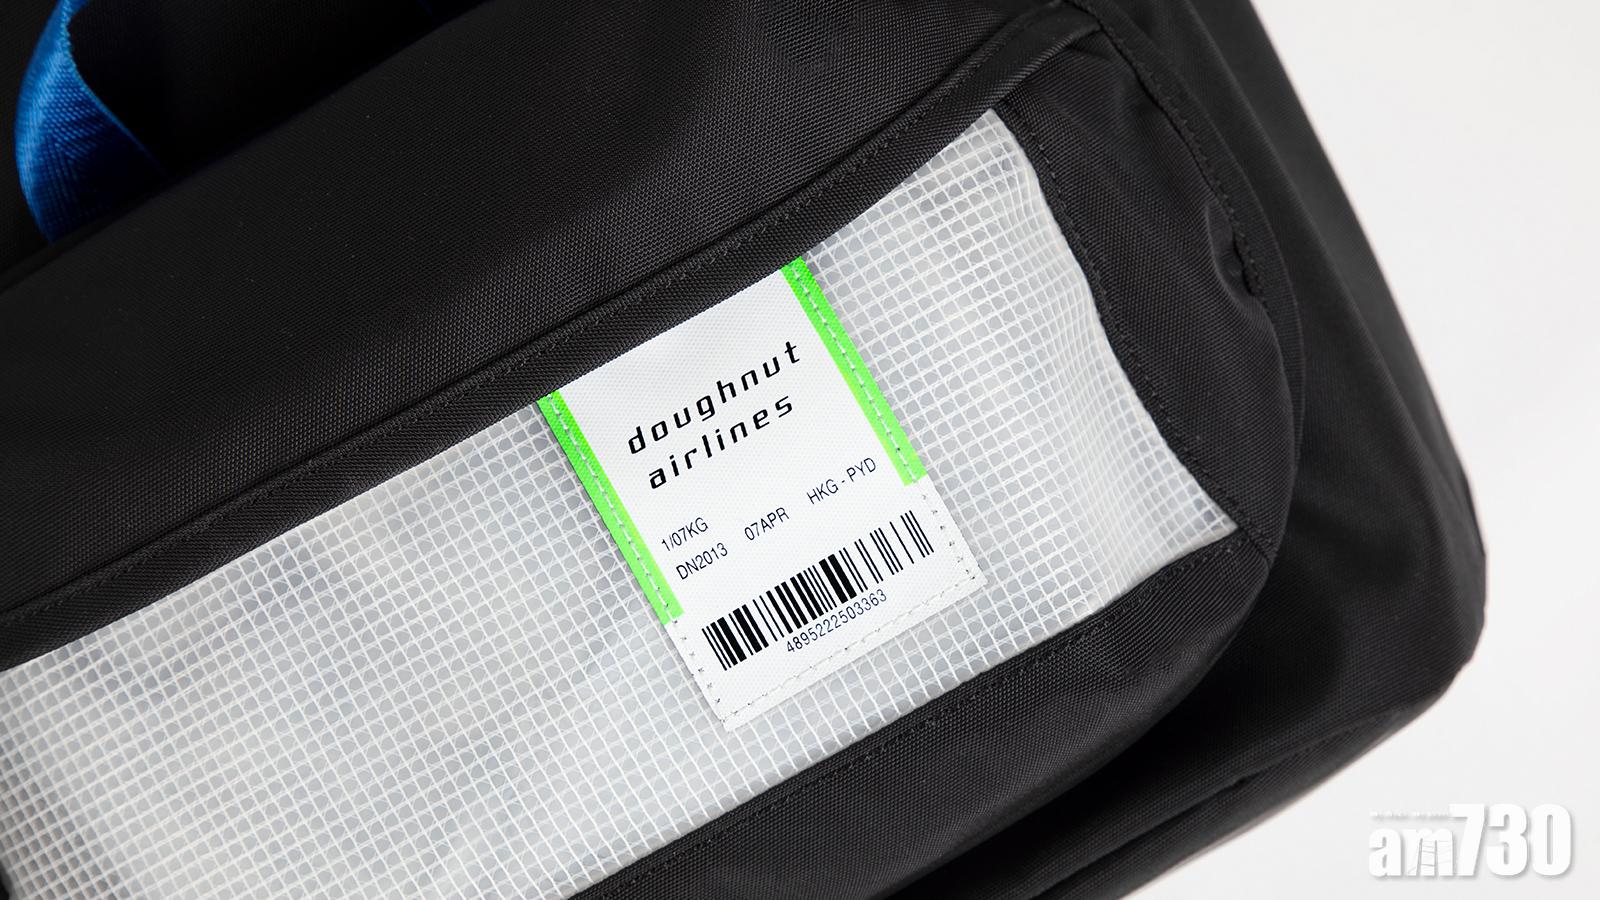 doughnut
airlines
1/07KG
DN2013 07APR HKG - PYD
4895222503363
am730